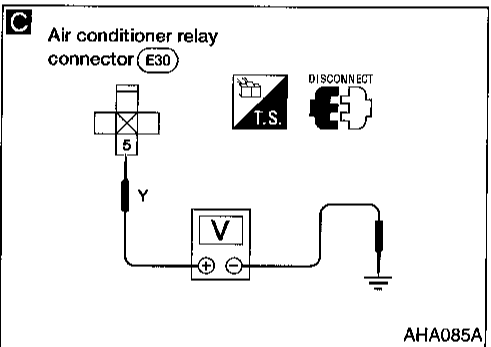 C
Air conditioner relay
connector E30
DISCONNECT
T.S.
5
Y
V
+ −
AHA085A